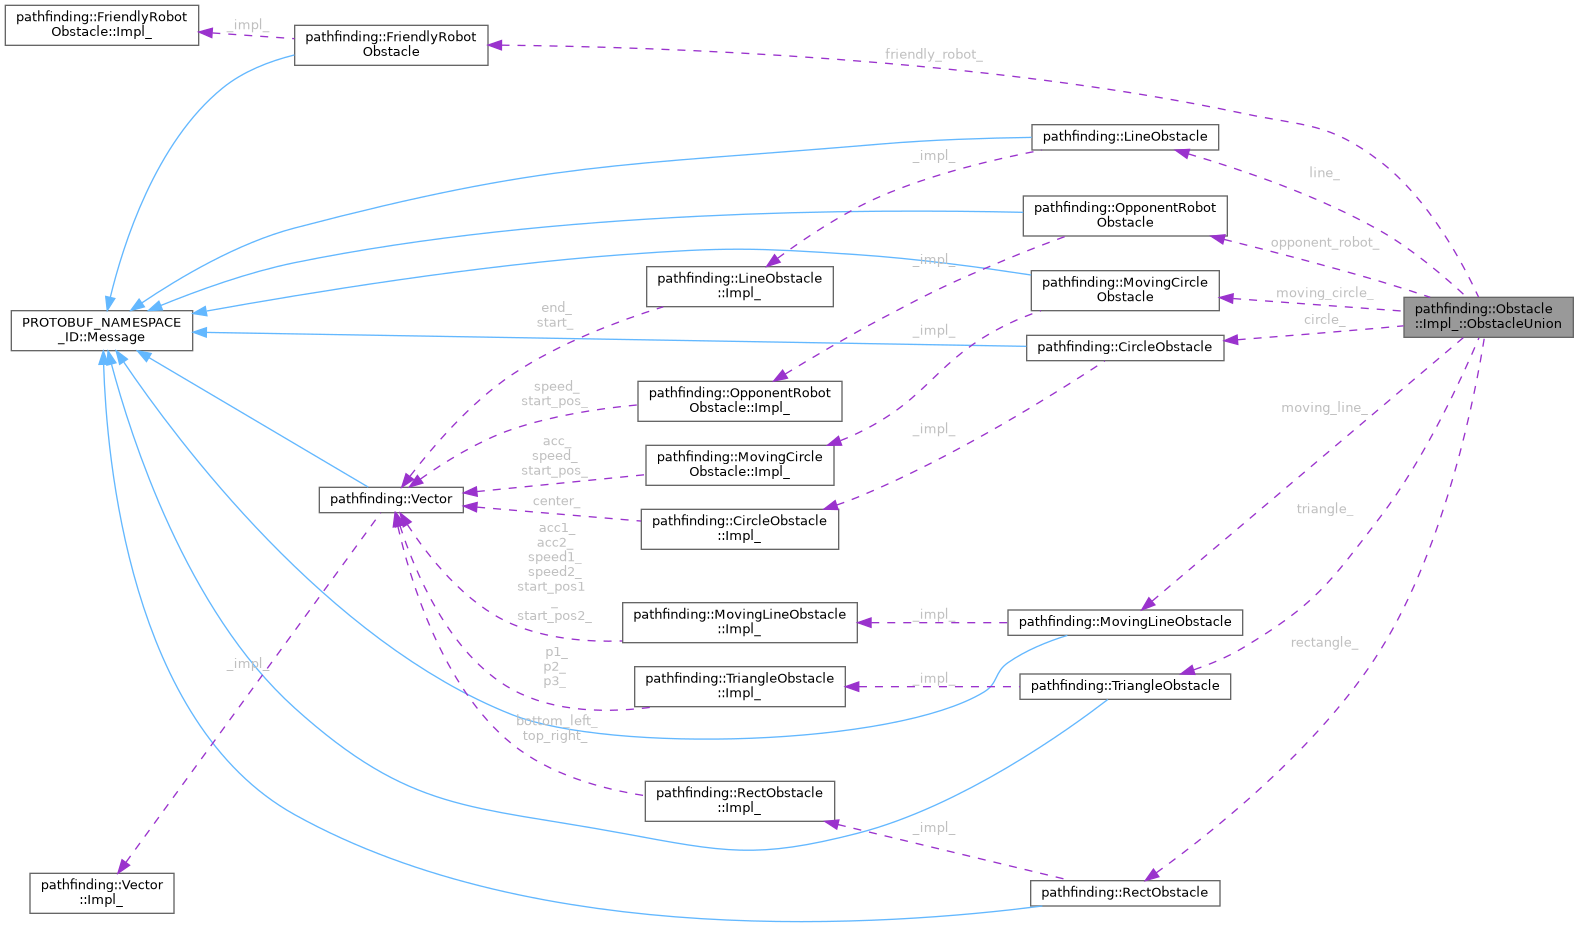 pathfinding::FriendlyRobot
Obstacle::Impl_
_impl_
pathfinding::FriendlyRobot
Obstacle
friendly_robot_
pathfinding::LineObstacle
_impl_
line_
pathfinding::OpponentRobot
Obstacle
opponent_robot_
_impl_
pathfinding::LineObstacle
::Impl_
pathfinding::MovingCircle
Obstacle
moving_circle_
pathfinding::Obstacle
::Impl_::ObstacleUnion
end_
start_
PROTOBUF_NAMESPACE
_ID::Message
_impl_
circle_
pathfinding::CircleObstacle
speed_
start_pos_
pathfinding::OpponentRobot
Obstacle::Impl_
moving_line_
_impl_
acc_
speed_
start_pos_
pathfinding::MovingCircle
Obstacle::Impl_
pathfinding::Vector
center_
pathfinding::CircleObstacle
::Impl_
triangle_
acc1_
acc2_
speed1_
speed2_
start_pos1
_
start_pos2_
pathfinding::MovingLineObstacle
::Impl_
_impl_
pathfinding::MovingLineObstacle
rectangle_
_impl_
p1_
p2_
p3_
pathfinding::TriangleObstacle
::Impl_
_impl_
pathfinding::TriangleObstacle
bottom_left_
top_right_
pathfinding::RectObstacle
::Impl_
_impl_
pathfinding::Vector
::Impl_
pathfinding::RectObstacle